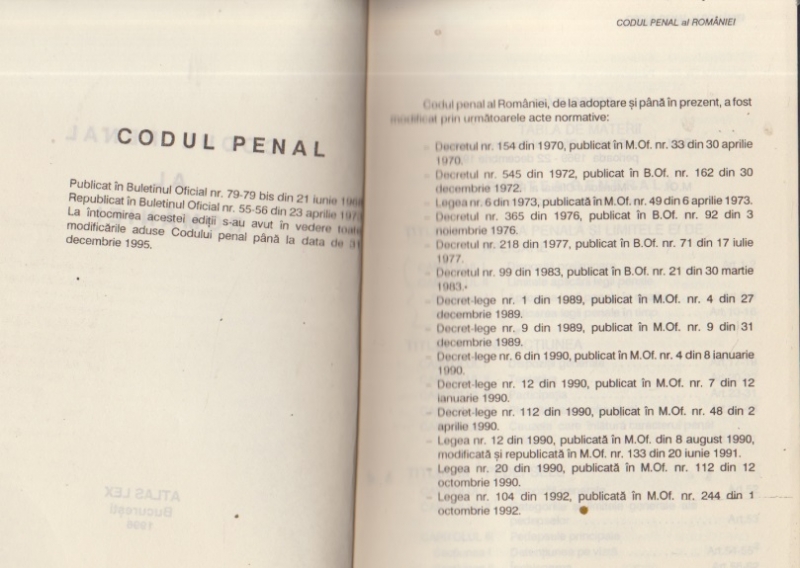 CODUL PENAL
Publicat în Buletinul Oficial nr. 79-79 bis din 21 iunie 1968
Republicat în Buletinul Oficial nr. 55-56 din 23 aprilie 1973
La întocmirea acestei ediții s-au avut în vedere toate
modificările aduse Codului penal până la data de 31
decembrie 1995.
CODUL PENAL al ROMÂNIEI
Codul penal al României, de la adoptare și până în prezent, a fost
modificat prin următoarele acte normative:
- Decretul nr. 154 din 1970, publicat în M.Of. nr. 33 din 30 aprilie
1970.
- Decretul nr. 545 din 1972, publicat în B.Of. nr. 162 din 30
decembrie 1972.
- Legea nr. 6 din 1973, publicată în M.Of. nr. 49 din 6 aprilie 1973.
- Decretul nr. 365 din 1976, publicat în B.Of. nr. 92 din 3
noiembrie 1976.
- Decretul nr. 218 din 1977, publicat în B.Of. nr. 71 din 17 iulie
1977.
- Decretul nr. 99 din 1983, publicat în B.Of. nr. 21 din 30 martie
1983.
- Decret-lege nr. 1 din 1989, publicat în M.Of. nr. 4 din 27
decembrie 1989.
- Decret-lege nr. 9 din 1989, publicat în M.Of. nr. 9 din 31
decembrie 1989.
- Decret-lege nr. 6 din 1990, publicat în M.Of. nr. 4 din 8 ianuarie
1990.
- Decret-lege nr. 12 din 1990, publicat în M.Of. nr. 7 din 12
ianuarie 1990.
- Decret-lege nr. 112 din 1990, publicat în M.Of. nr. 48 din 2
aprilie 1990.
- Legea nr. 12 din 1990, publicată în M.Of. din 8 august 1990,
modificată și republicată în M.Of. nr. 133 din 20 iunie 1991.
- Legea nr. 20 din 1990, publicată în M.Of. nr. 112 din 12
octombrie 1990.
- Legea nr. 104 din 1992, publicată în M.Of. nr. 244 din 1
octombrie 1992.